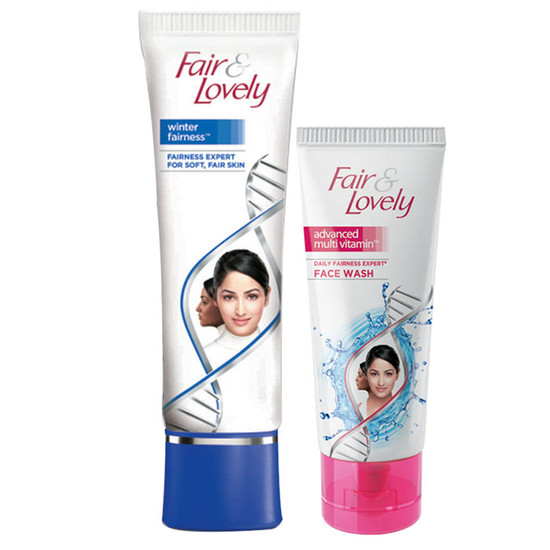 Fair &
Lovely
winter
fairness™
FAIRNESS EXPERT
FOR SOFT, FAIR SKIN
Fair &
Lovely
advanced
multi vitamin™
DAILY FAIRNESS EXPERT*
FACE WASH